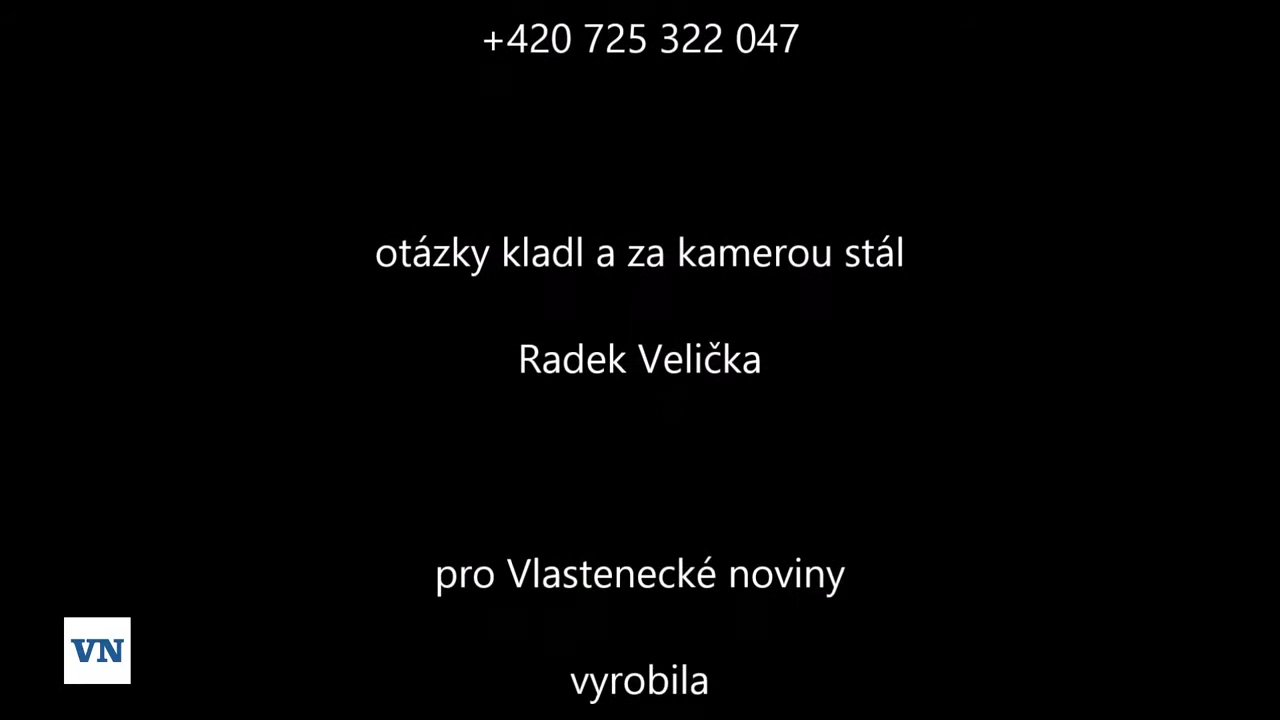 +420 725 322 047
otázky kladl a za kamerou stál
Radek Velička
pro Vlastenecké noviny
VN
vyrobila